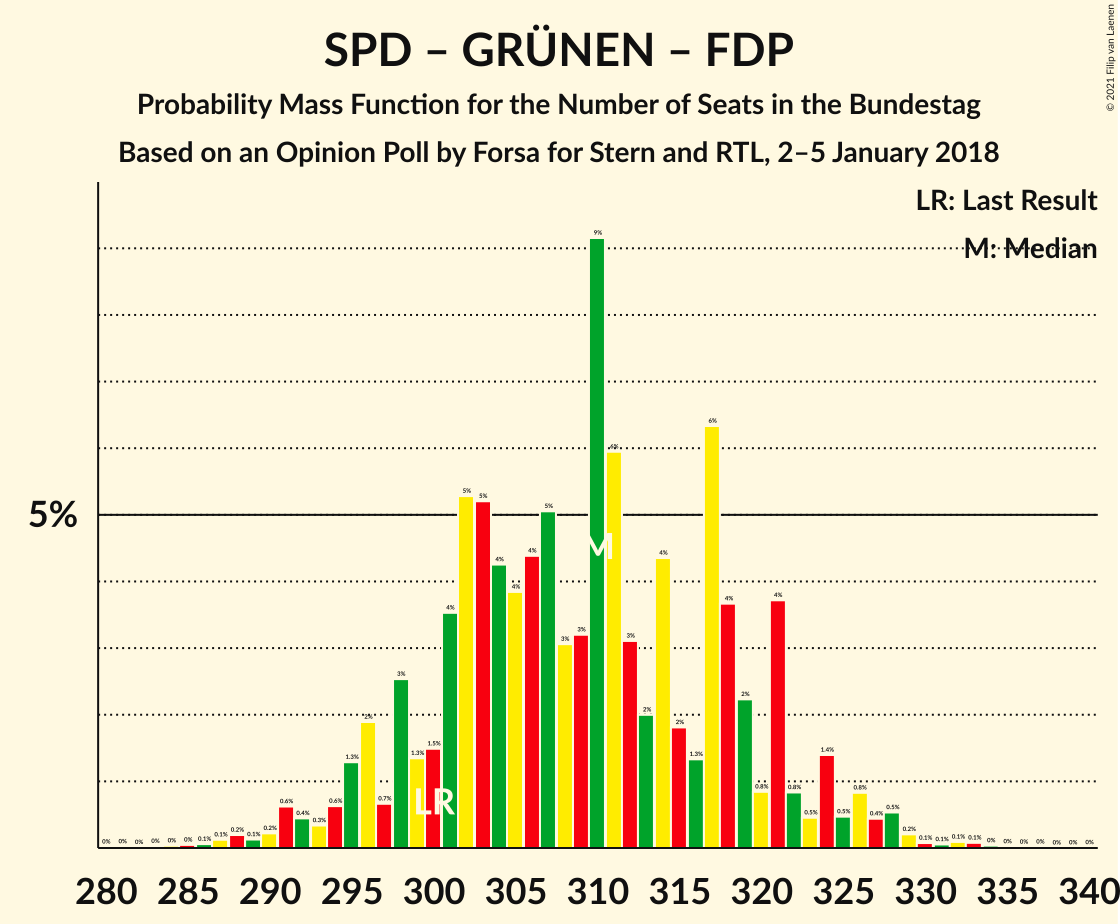 © 2021 Filip van Laenen
SPD – GRÜNEN – FDP
Probability Mass Function for the Number of Seats in the Bundestag
Based on an Opinion Poll by Forsa for Stern and RTL, 2–5 January 2018
LR: Last Result
M: Median
5%
0% 0% 0% 0% 0% 0% 0.1% 0.1% 0.2% 0.1% 0.2% 0.6% 0.4% 0.3% 0.6% 1.3% 2% 0.7% 3% 1.3% 1.5% 4% 5% 5% 4% 4% 4% 5% 3% 3% 9% 6% 3% 2% 4% 2% 1.3% 6% 4% 2% 0.8% 4% 0.8% 0.5% 1.4% 0.5% 0.8% 0.4% 0.5% 0.2% 0.1% 0.1% 0.1% 0.1% 0% 0% 0% 0% 0% 0% 0%
M
LR
280 285 290 295 300 305 310 315 320 325 330 335 340